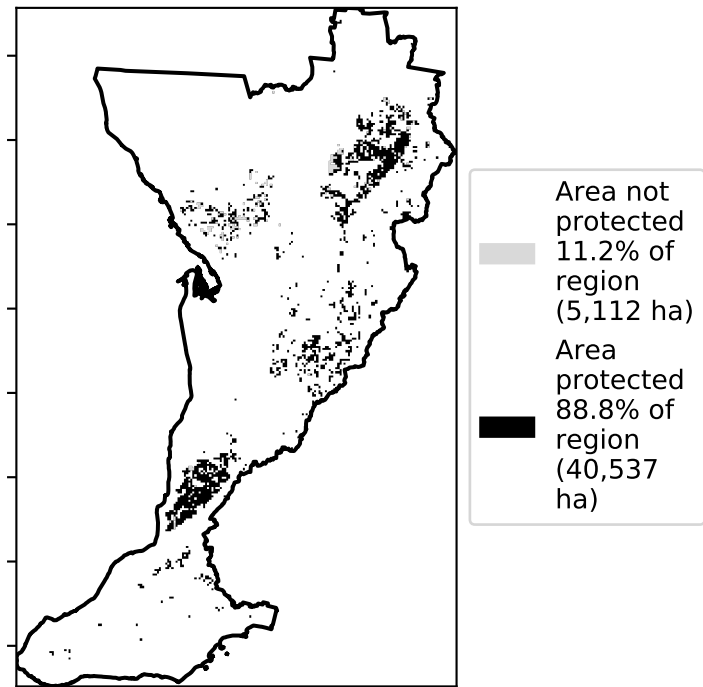 Area not
protected
11.2% of
region
(5,112 ha)
Area
protected
88.8% of
region
(40,537
ha)